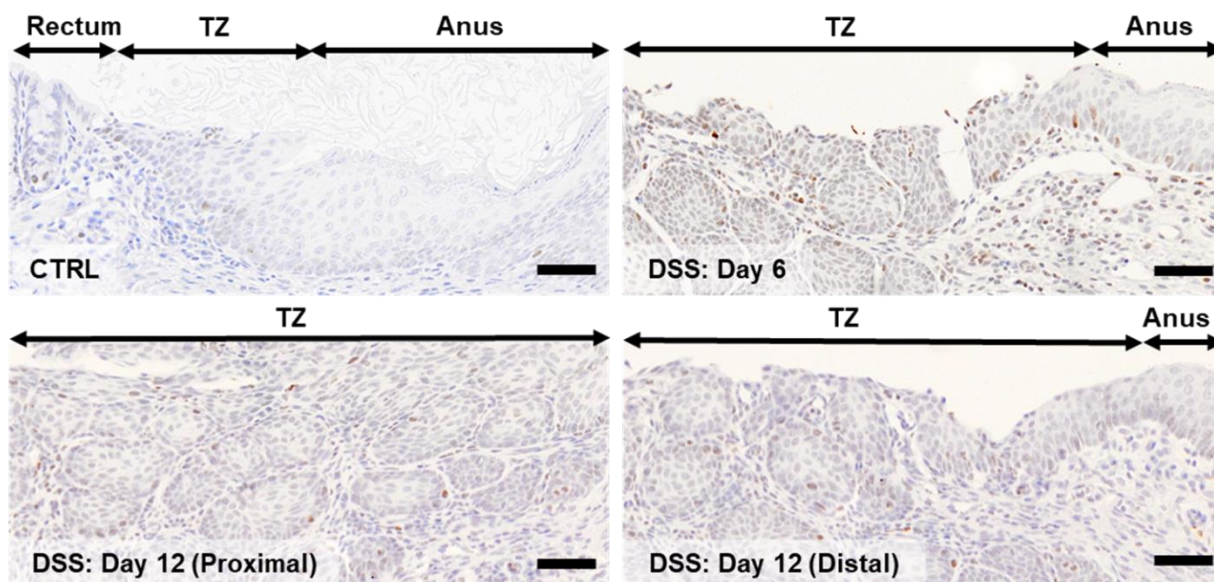 Rectum TZ Anus
CTRL
TZ Anus
DSS: Day 6
TZ
DSS: Day 12 (Proximal)
TZ Anus
DSS: Day 12 (Distal)